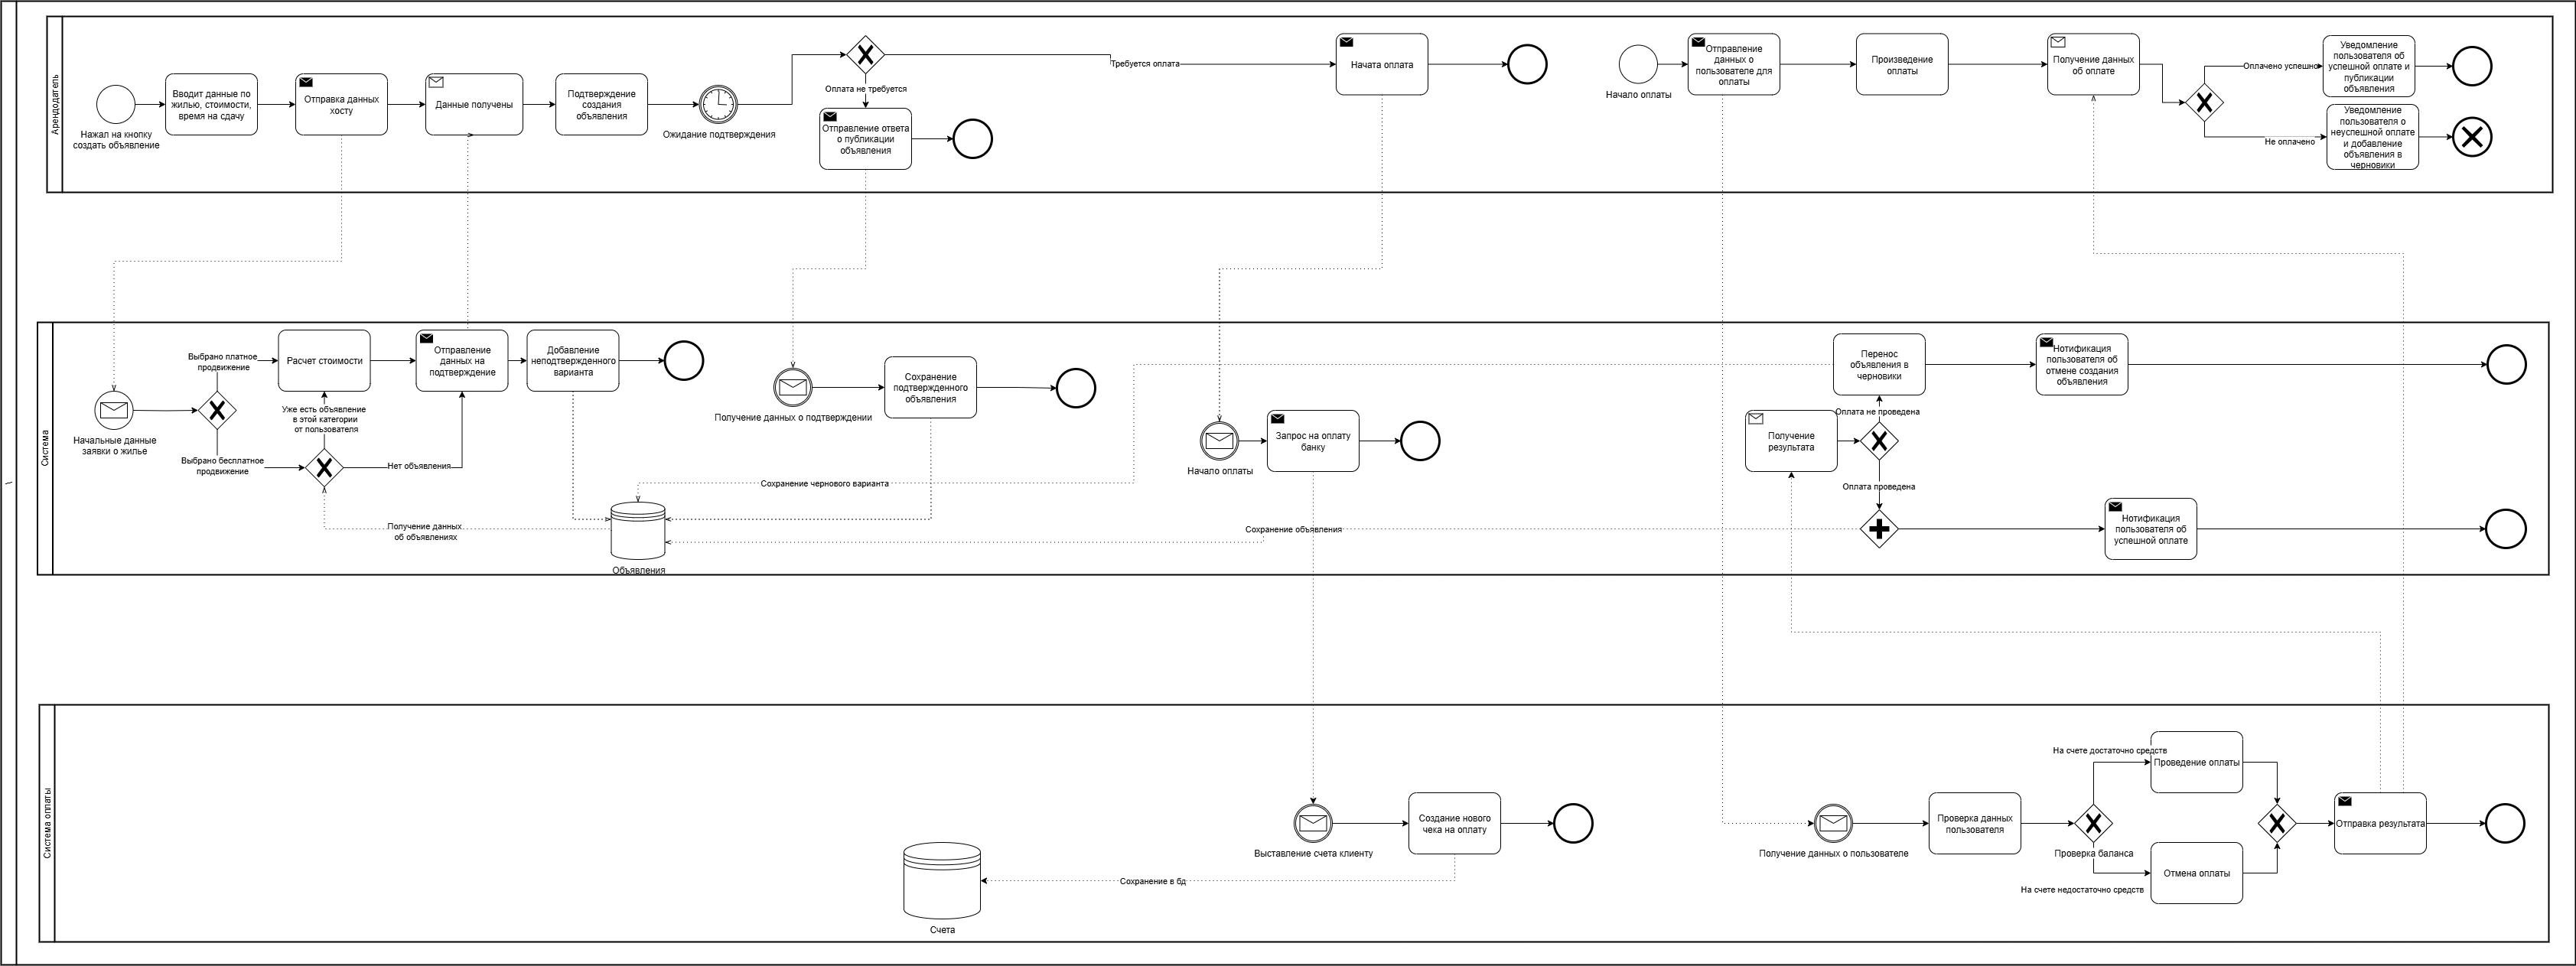 Арендодатель
Нажал на кнопку
создать объявление
Вводит данные по
жилью, стоимости,
время на сдачу
Отправка данных
хосту
Данные получены
Подтверждение
создания
объявления
Ожидание подтверждения
Оплата не требуется
Отправление ответа
о публикации
объявления
Требуется оплата
Начата оплата
Начало оплаты
Отправление
данных о
пользователе для
оплаты
Произведение
оплаты
Получение данных
об оплате
Оплачено успешно
Не оплачено
Уведомление
пользователя об
успешной оплате и
публикации
объявления
Уведомление
пользователя о
неуспешной оплате
и добавление
объявления в
черновики
Система
Начальные данные
заявки о жилье
Выбрано платное
продвижение
Выбрано бесплатное
продвижение
Расчет стоимости
Уже есть объявление
в этой категории
от пользователя
Нет объявления
Отправление
данных на
подтверждение
Добавление
неподтвержденного
варианта
Получение данных
об объявлениях
Объявления
Получение данных о подтверждении
Сохранение
подтвержденного
объявления
Сохранение чернового варианта
Начало оплаты
Запрос на оплату
банку
Сохранение объявления
Получение
результата
Перенос
объявления в
черновики
Оплата не проведена
Оплата проведена
Нотификация
пользователя об
отмене создания
объявления
Нотификация
пользователя об
успешной оплате
Система оплаты
Счета
Сохранение в бд
Выставление счета клиенту
Создание нового
чека на оплату
Получение данных о пользователе
Проверка данных
пользователя
Проверка баланса
На счете достаточно средств
На счете недостаточно средств
Проведение оплаты
Отмена оплаты
Отправка результата